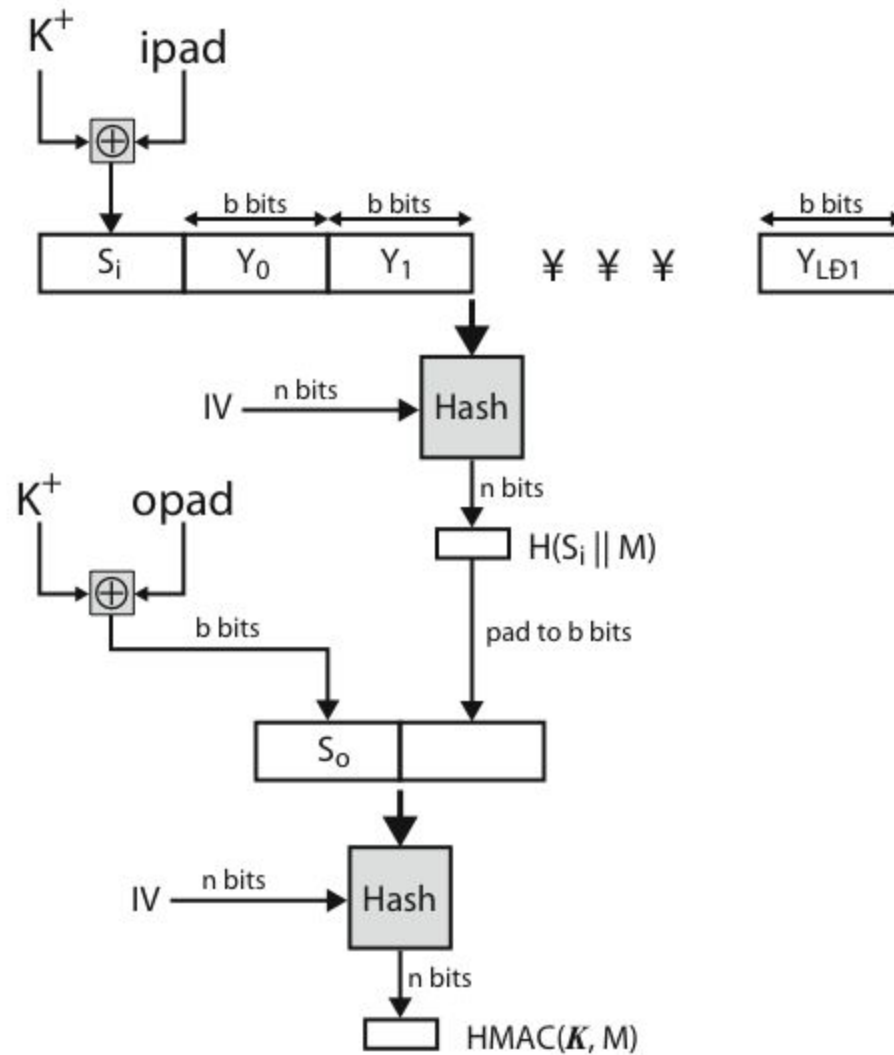 K+
ipad
⊕
b bits
b bits
b bits
Si
Y0
Y1
¥ ¥ ¥
YLÐ1
IV
n bits
Hash
n bits
K+
opad
H(Si || M)
⊕
b bits
pad to b bits
So
IV
n bits
Hash
n bits
HMAC(K, M)